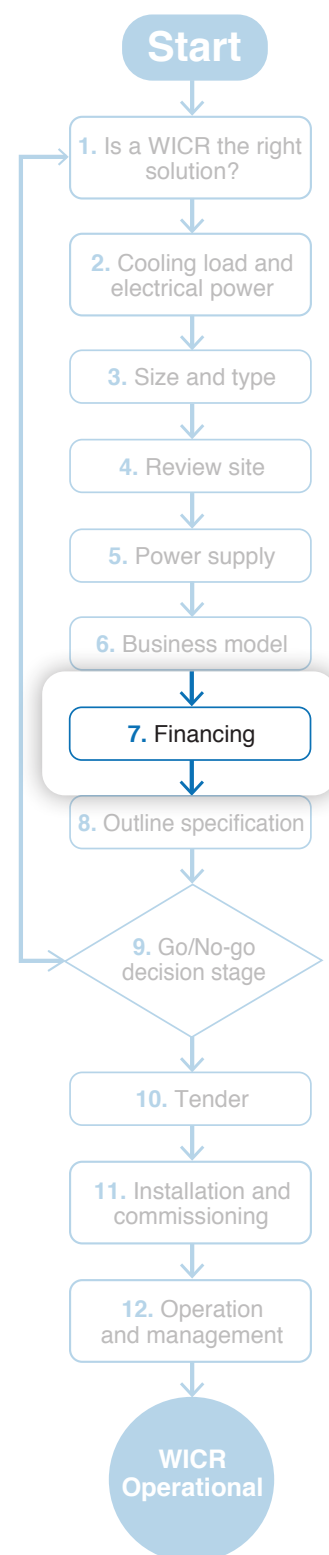 Start
1. Is a WICR the right
solution?
2. Cooling load and
electrical power
3. Size and type
4. Review site
5. Power supply
6. Business model
7. Financing
8. Outline specification
9. Go/No-go
decision stage
10. Tender
11. Installation and
commissioning
12. Operation
and management
WICR
Operational